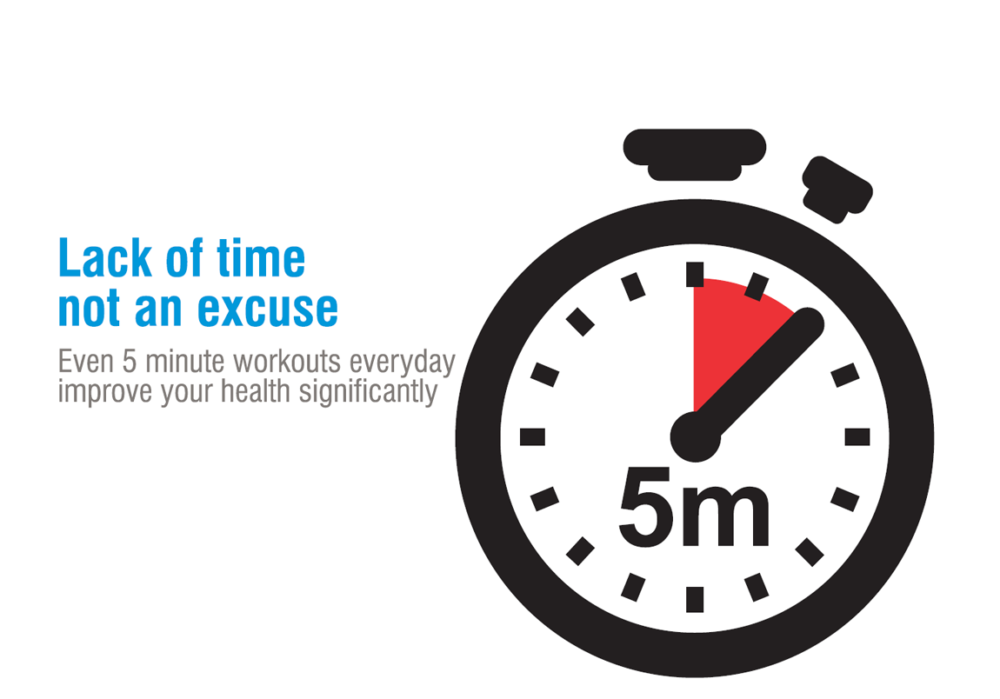 Lack of time
not an excuse
Even 5 minute workouts everyday
improve your health significantly
5m